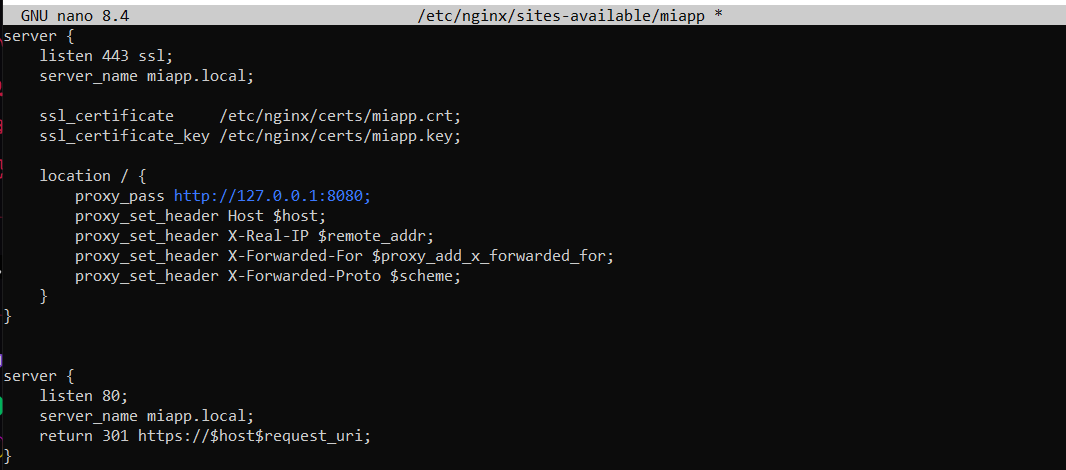 GNU nano 8.4 /etc/nginx/sites-available/miapp *
server {
    listen 443 ssl;
    server_name miapp.local;

    ssl_certificate     /etc/nginx/certs/miapp.crt;
    ssl_certificate_key /etc/nginx/certs/miapp.key;

    location / {
        proxy_pass http://127.0.0.1:8080;
        proxy_set_header Host $host;
        proxy_set_header X-Real-IP $remote_addr;
        proxy_set_header X-Forwarded-For $proxy_add_x_forwarded_for;
        proxy_set_header X-Forwarded-Proto $scheme;
    }
}

server {
    listen 80;
    server_name miapp.local;
    return 301 https://$host$request_uri;
}